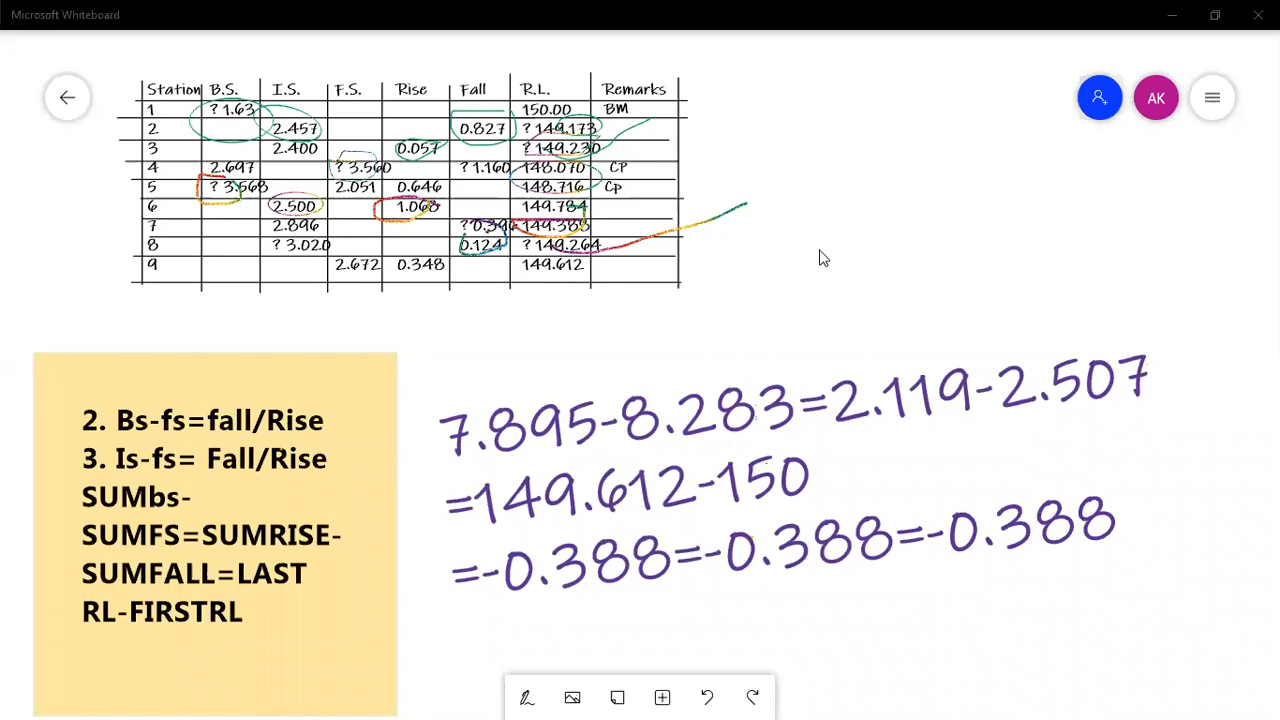 Microsoft Whiteboard
AK
Station B.S. I.S. F.S. Rise Fall R.L. Remarks
1 ? 1.63 150.00 BM
2 2.457 0.827 ? 149.173
3 2.400 0.057 ? 149.230
4 2.697 ? 3.560 ? 1.160 148.070 CP
5 ? 3.568 2.051 0.646 148.716 CP
6 2.500 1.068 149.784
7 2.896 ? 0.396 149.388
8 ? 3.020 0.124 ? 149.264
9 2.672 0.348 149.612
2. Bs-fs=fall/Rise
3. Is-fs= Fall/Rise
SUMbs-
SUMFS=SUMRISE-
SUMFALL=LAST
RL-FIRSTRL
7.895-8.283=2.119-2.507
=149.612-150
=-0.388=-0.388=-0.388